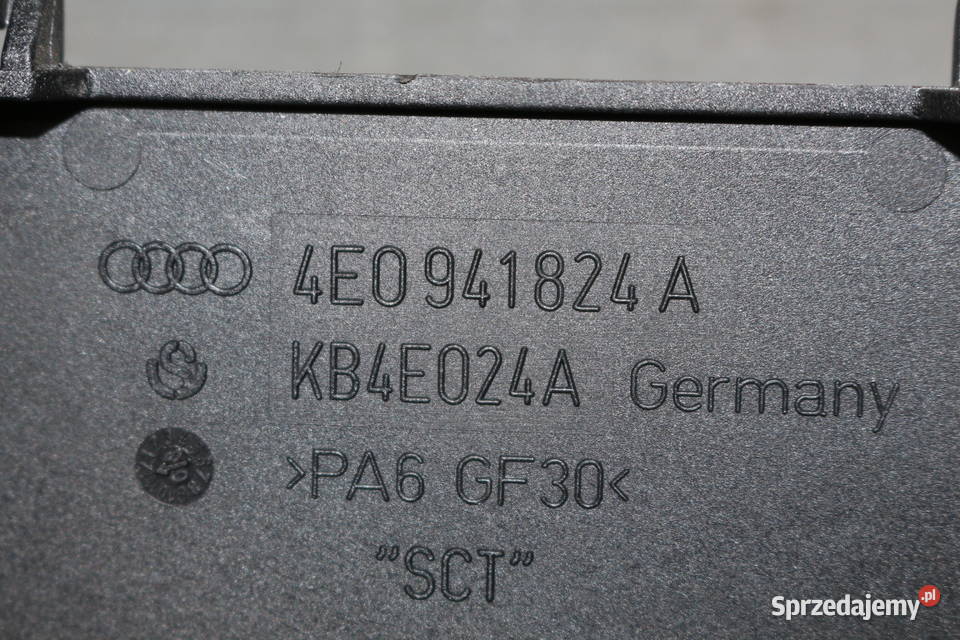 4E0 941 824 A
KB4E024A Germany
>PA6 GF30<
"SCT"
Sprzedajemy.pl